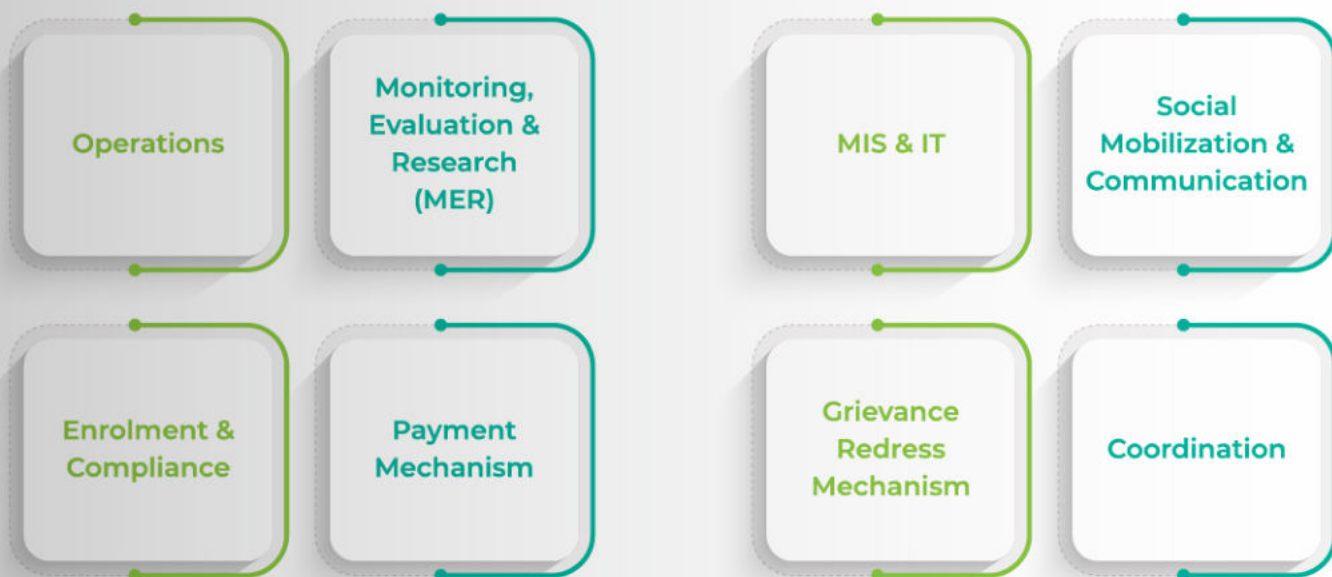 Operations
Monitoring,
Evaluation &
Research
(MER)
MIS & IT
Social
Mobilization &
Communication
Enrolment &
Compliance
Payment
Mechanism
Grievance
Redress
Mechanism
Coordination